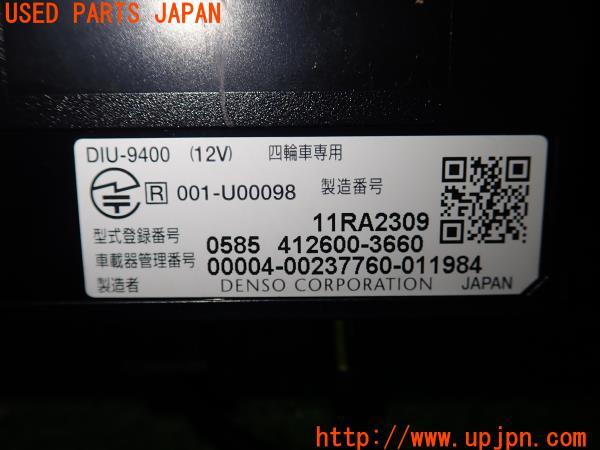 USED PARTS JAPAN
DIU-9400 (12V) 四輪車専用
R 001-U00098 製造番号
11RA2309
型式登録番号 0585 412600-3660
車載器管理番号 00004-00237760-011984
製造者 DENSO CORPORATION JAPAN
http://www.upjpn.com/